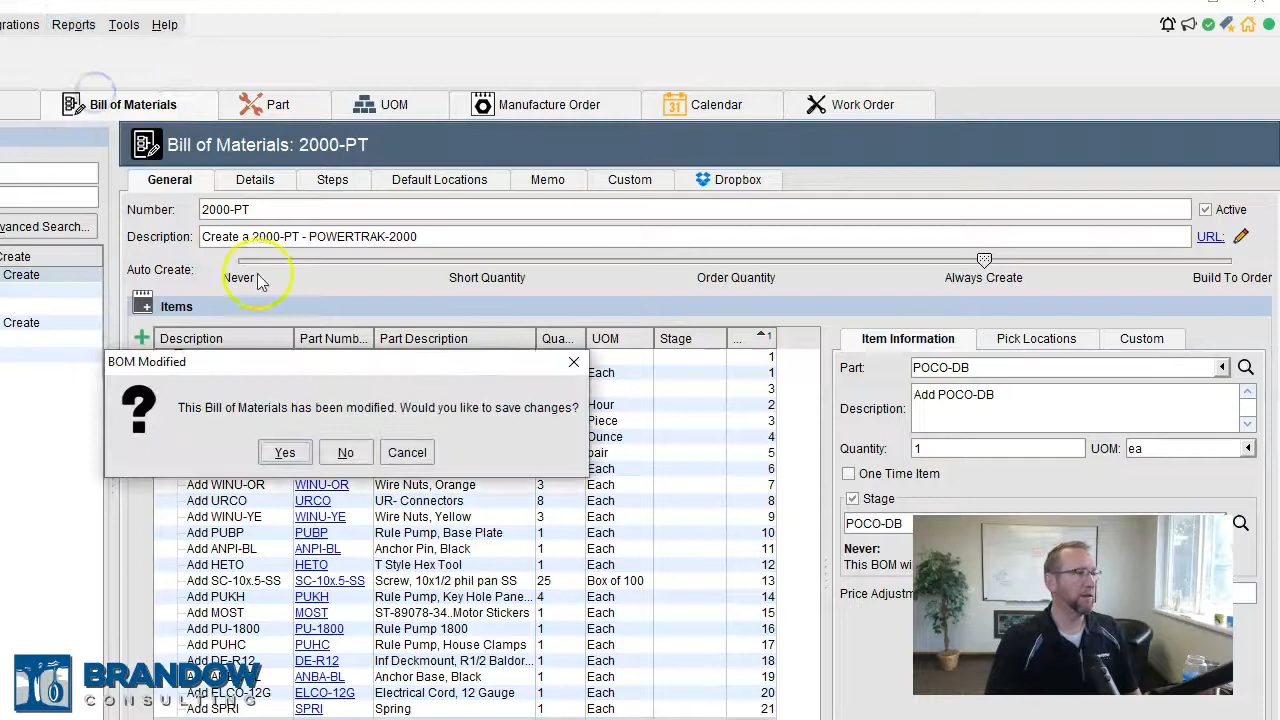 grations Reports Tools Help
Bill of Materials Part UOM Manufacture Order 31 Calendar Work Order
Bill of Materials: 2000-PT
General Details Steps Default Locations Memo Custom Dropbox
Number: 2000-PT Active
Description: Create a 2000-PT - POWERTRAK-2000 URL:
Auto Create: Never Short Quantity Order Quantity Always Create Build To Order
vanced Search...
Create
Create
Create
Items
Description Part Numb... Part Description Qua... UOM Stage ... 1
1
Each 1
3
Hour 2
Piece 3
Ounce 4
pair 5
Each 6
BOM Modified
?
This Bill of Materials has been modified. Would you like to save changes?
Yes No Cancel
Add WINU-OR WINU-OR Wire Nuts, Orange 3 Each 7
Add URCO URCO UR- Connectors 8 Each 8
Add WINU-YE WINU-YE Wire Nuts, Yellow 3 Each 9
Add PUBP PUBP Rule Pump, Base Plate 1 Each 10
Add ANPI-BL ANPI-BL Anchor Pin, Black 1 Each 11
Add HETO HETO T Style Hex Tool 1 Each 12
Add SC-10x.5-SS SC-10x.5-SS Screw, 10x1/2 phil pan SS 25 Box of 100 13
Add PUKH PUKH Rule Pump, Key Hole Pan... 1 Each 14
Add MOST MOST ST-89078-34..Motor Stickers 1 Each 15
Add PU-1800 PU-1800 Rule Pump 1800 1 Each 16
Add PUHC PUHC Rule Pump, House Caps 1 Each 17
Add DE-R12 DE-R12 Inf Deckmount, R1/2 Baldor... 1 Each 18
ANBA-BL Anchor Base, Black 1 Each 19
Add ELCO-12G ELCO-12G Electrical Cord, 12 Gauge 1 Each 20
Add SPRI SPRI Spring 1 Each 21
Item Information Pick Locations Custom
Part: POCO-DB
Description: Add POCO-DB
Quantity: 1 UOM: ea
One Time Item
Stage
POCO-DB
Never:
This BOM wi
Price Adjustm
BRANDOW
CONSULTING